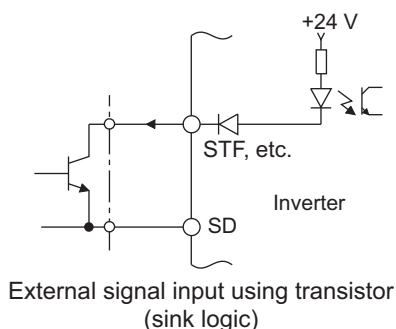 +24 V
STF, etc.
Inverter
SD
External signal input using transistor
(sink logic)